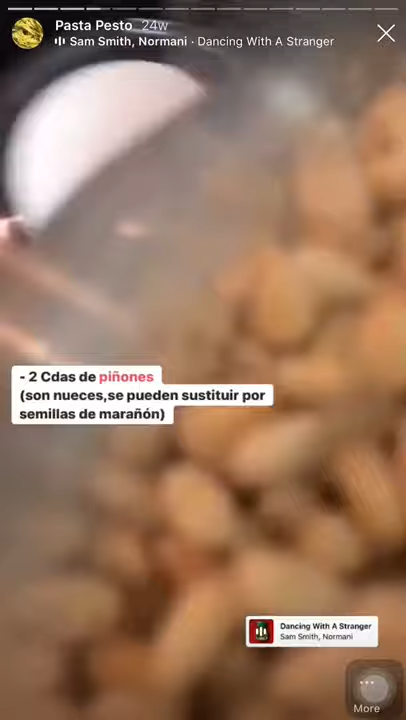 Pasta Pesto 24w
Sam Smith, Normani · Dancing With A Stranger
- 2 Cdas de piñones
(son nueces,se pueden sustituir por
semillas de marañón)
Dancing With A Stranger
Sam Smith, Normani
More